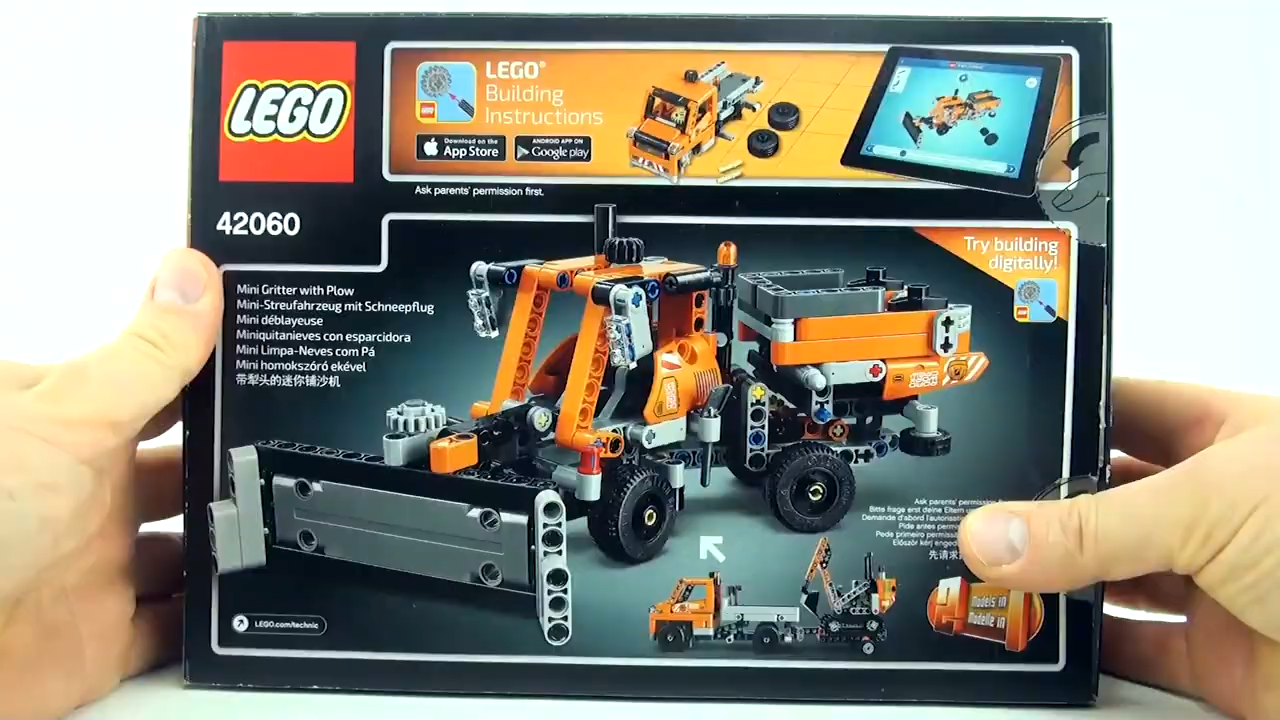 LEGO
LEGO®
Building
Instructions
Download on the
App Store
ANDROID APP ON
Google play
Ask parents' permission first.
42060
Try building
digitally!
LEGO
Mini Gritter with Plow
Mini-Streufahrzeug mit Schneepflug
Mini déblayeuse
Miniquitanieves con esparcidora
Mini Limpa-Neves com Pá
Mini homokszóró ekével
带犁头的迷你铺沙机
Ask parents' permission
Bitte frage erst deine Eltern
Demande d'abord
Pide antes
Pede primeiro
Először kérj
先请求
2
Models in
Modelle in
1
LEGO.com/technic